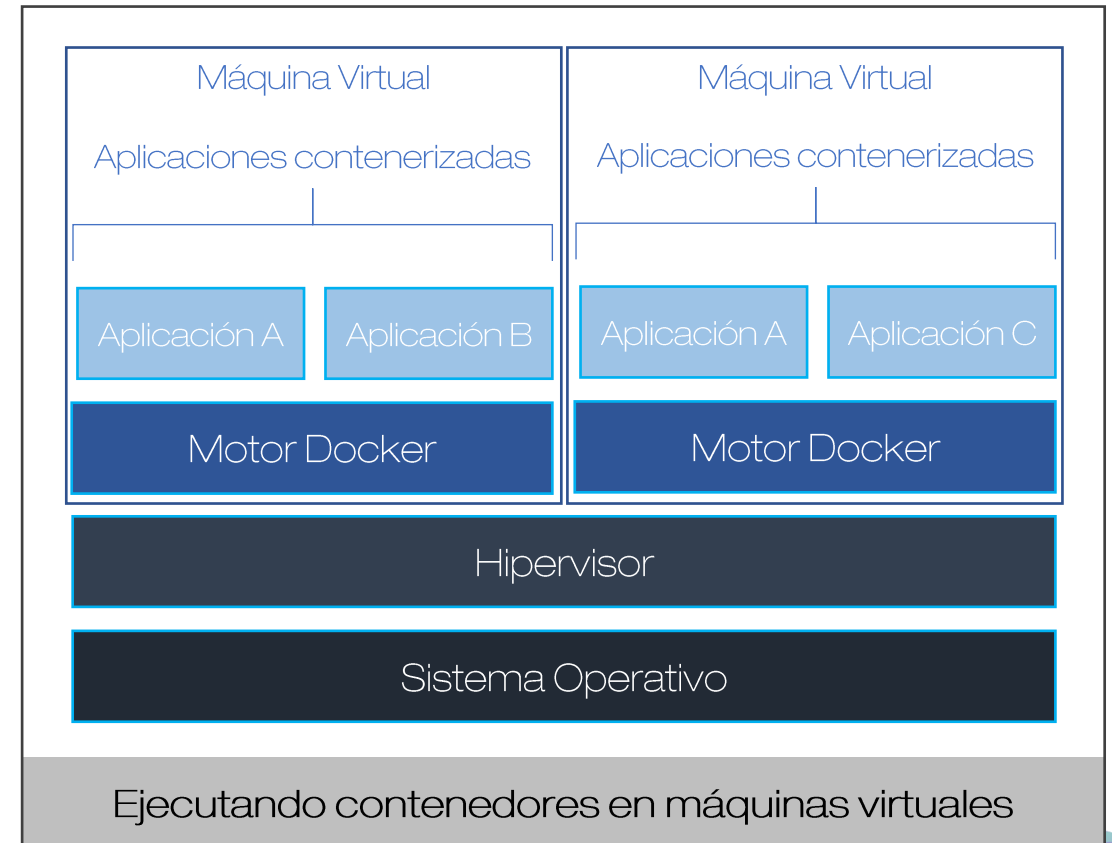 Máquina Virtual
Aplicaciones contenerizadas
Aplicación A
Aplicación B
Motor Docker
Máquina Virtual
Aplicaciones contenerizadas
Aplicación A
Aplicación C
Motor Docker
Hipervisor
Sistema Operativo
Ejecutando contenedores en máquinas virtuales